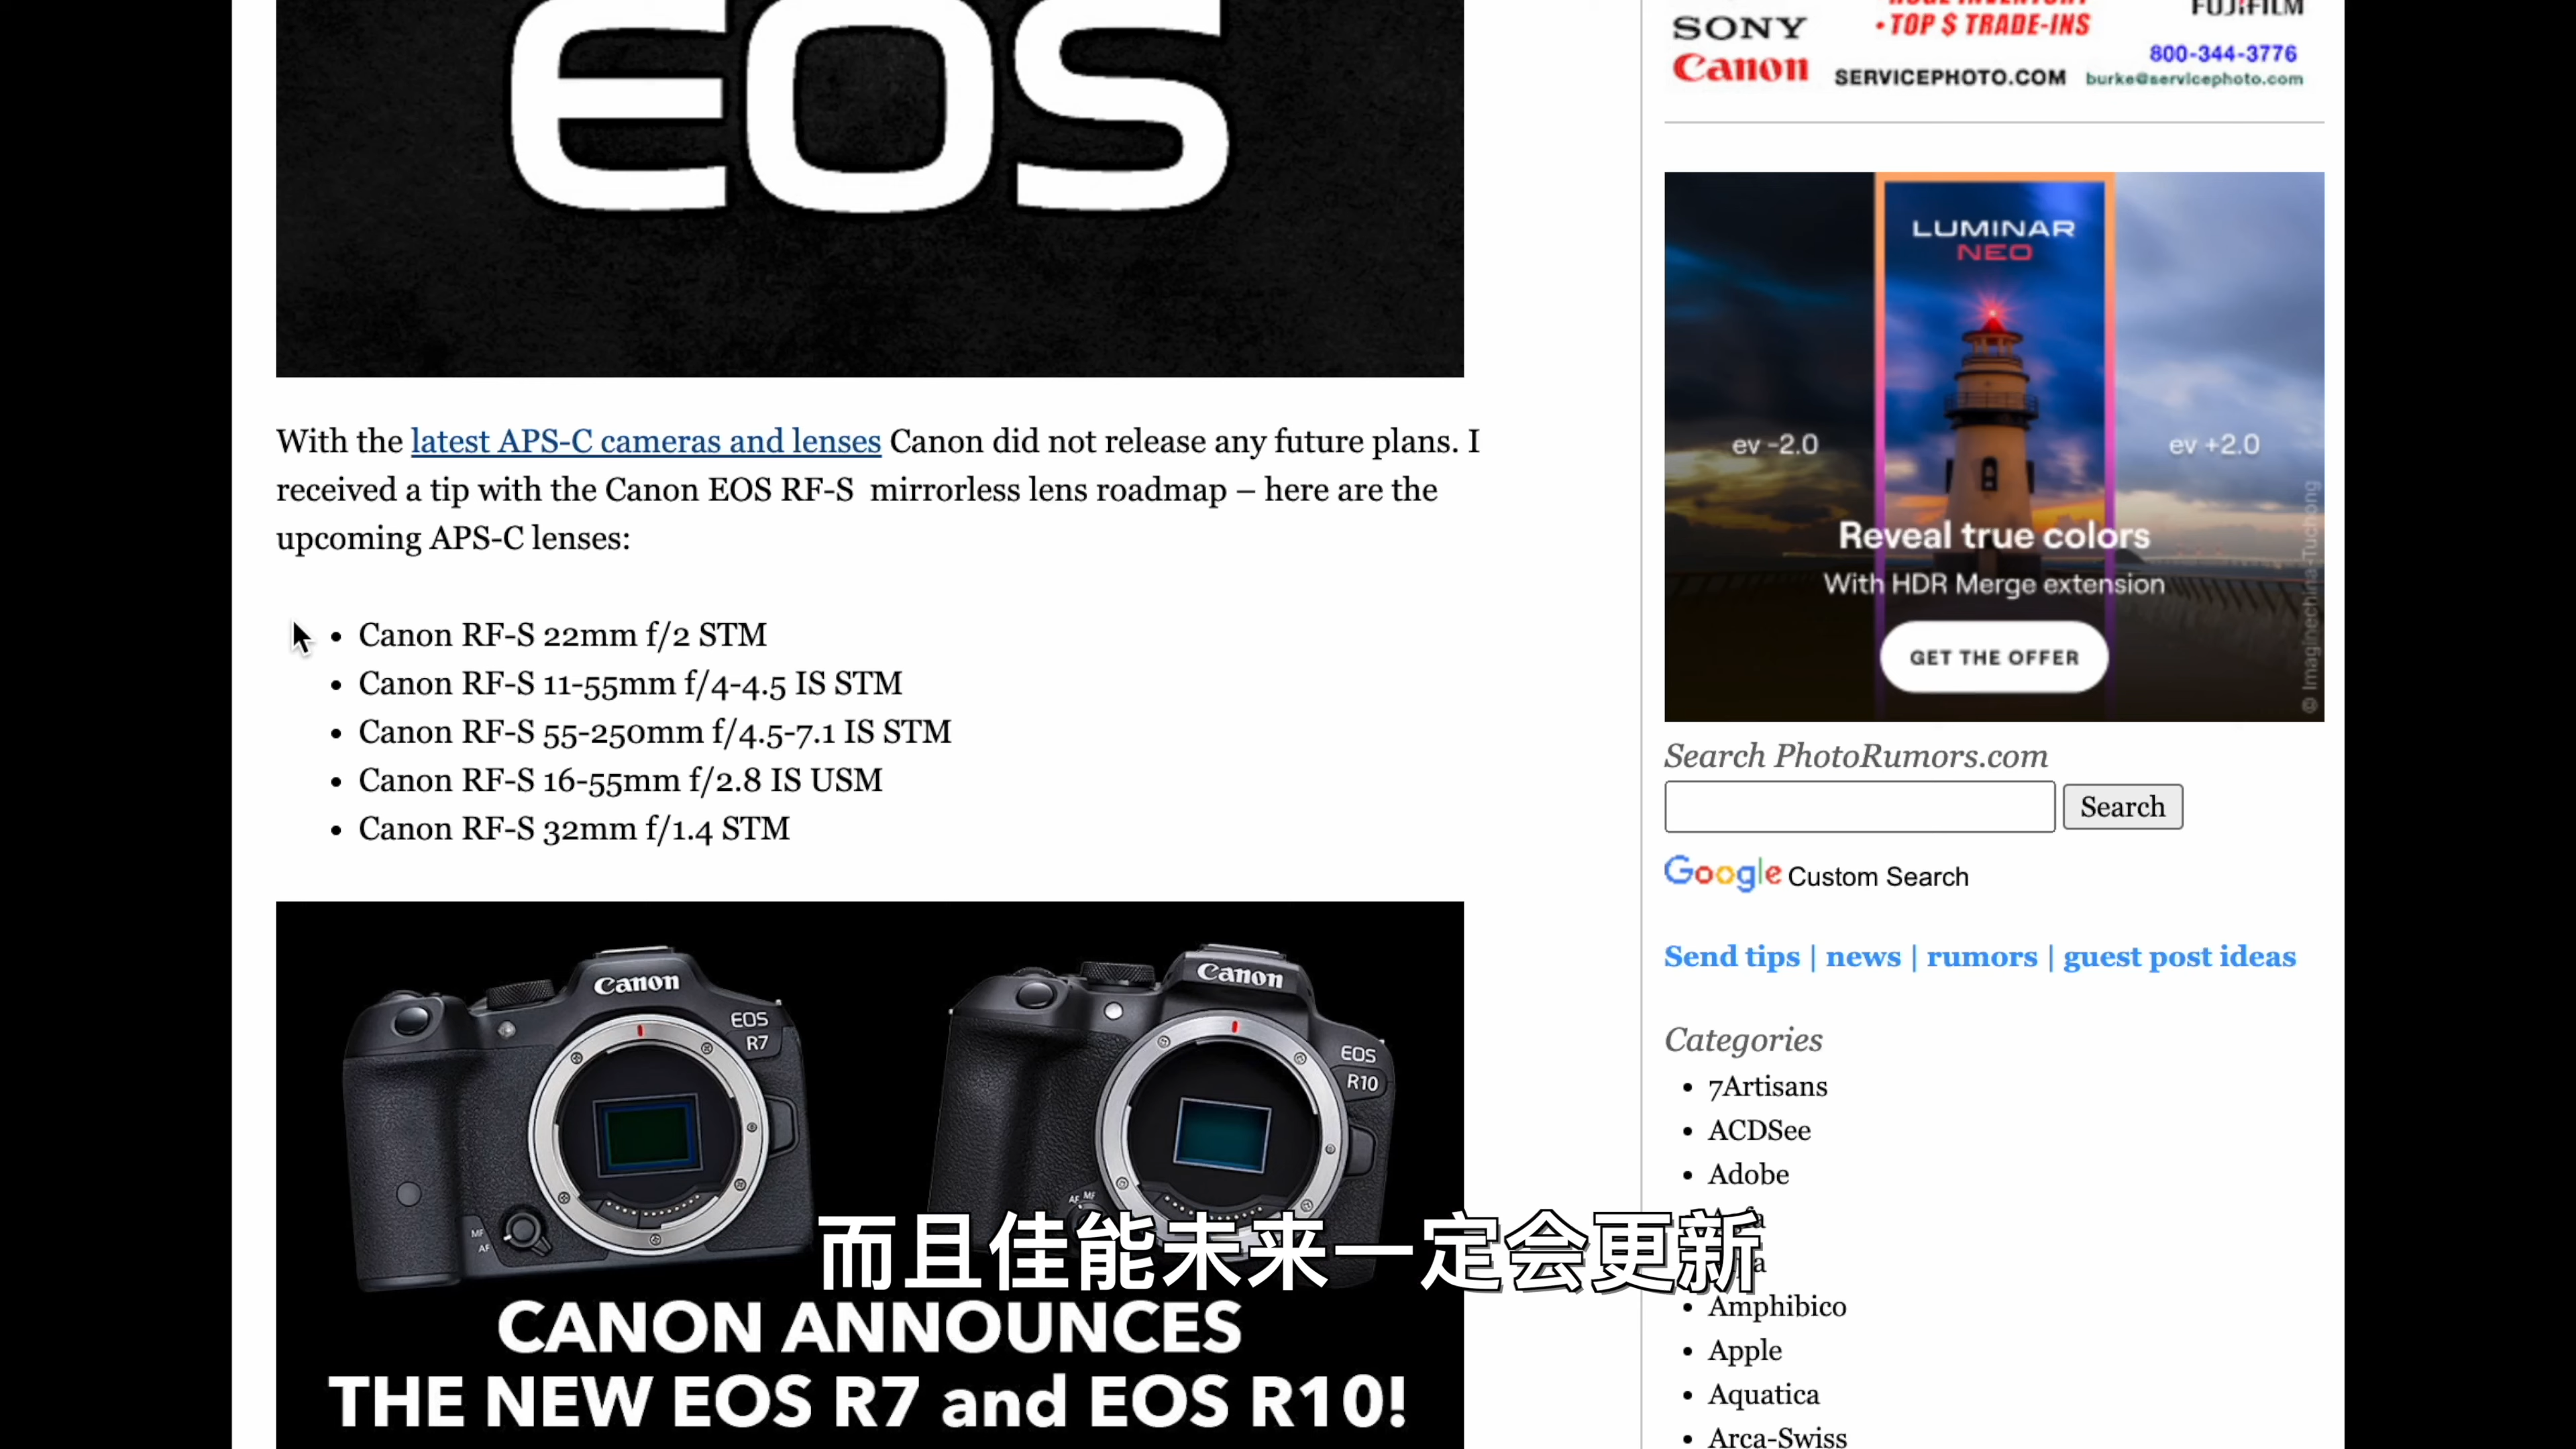 EOS
With the latest APS-C cameras and lenses Canon did not release any future plans. I
received a tip with the Canon EOS RF-S mirrorless lens roadmap – here are the
upcoming APS-C lenses:
• Canon RF-S 22mm f/2 STM
• Canon RF-S 11-55mm f/4-4.5 IS STM
• Canon RF-S 55-250mm f/4.5-7.1 IS STM
• Canon RF-S 16-55mm f/2.8 IS USM
• Canon RF-S 32mm f/1.4 STM
Canon
EOS
R7
MF
AF
Canon
EOS
R10
AF MF
CANON ANNOUNCES
THE NEW EOS R7 and EOS R10!
而且佳能未来一定会更新
SONY
Canon
• TOP $ TRADE-INS
FUJIFILM
800-344-3776
SERVICEPHOTO.COM burke@servicephoto.com
LUMINAR
NEO
ev -2.0
ev +2.0
Reveal true colors
With HDR Merge extension
GET THE OFFER
© Imaginechina-Tuchong
Search PhotoRumors.com
Search
Google Custom Search
Send tips | news | rumors | guest post ideas
Categories
• 7Artisans
• ACDSee
• Adobe
• Amphibico
• Apple
• Aquatica
• Arca-Swiss